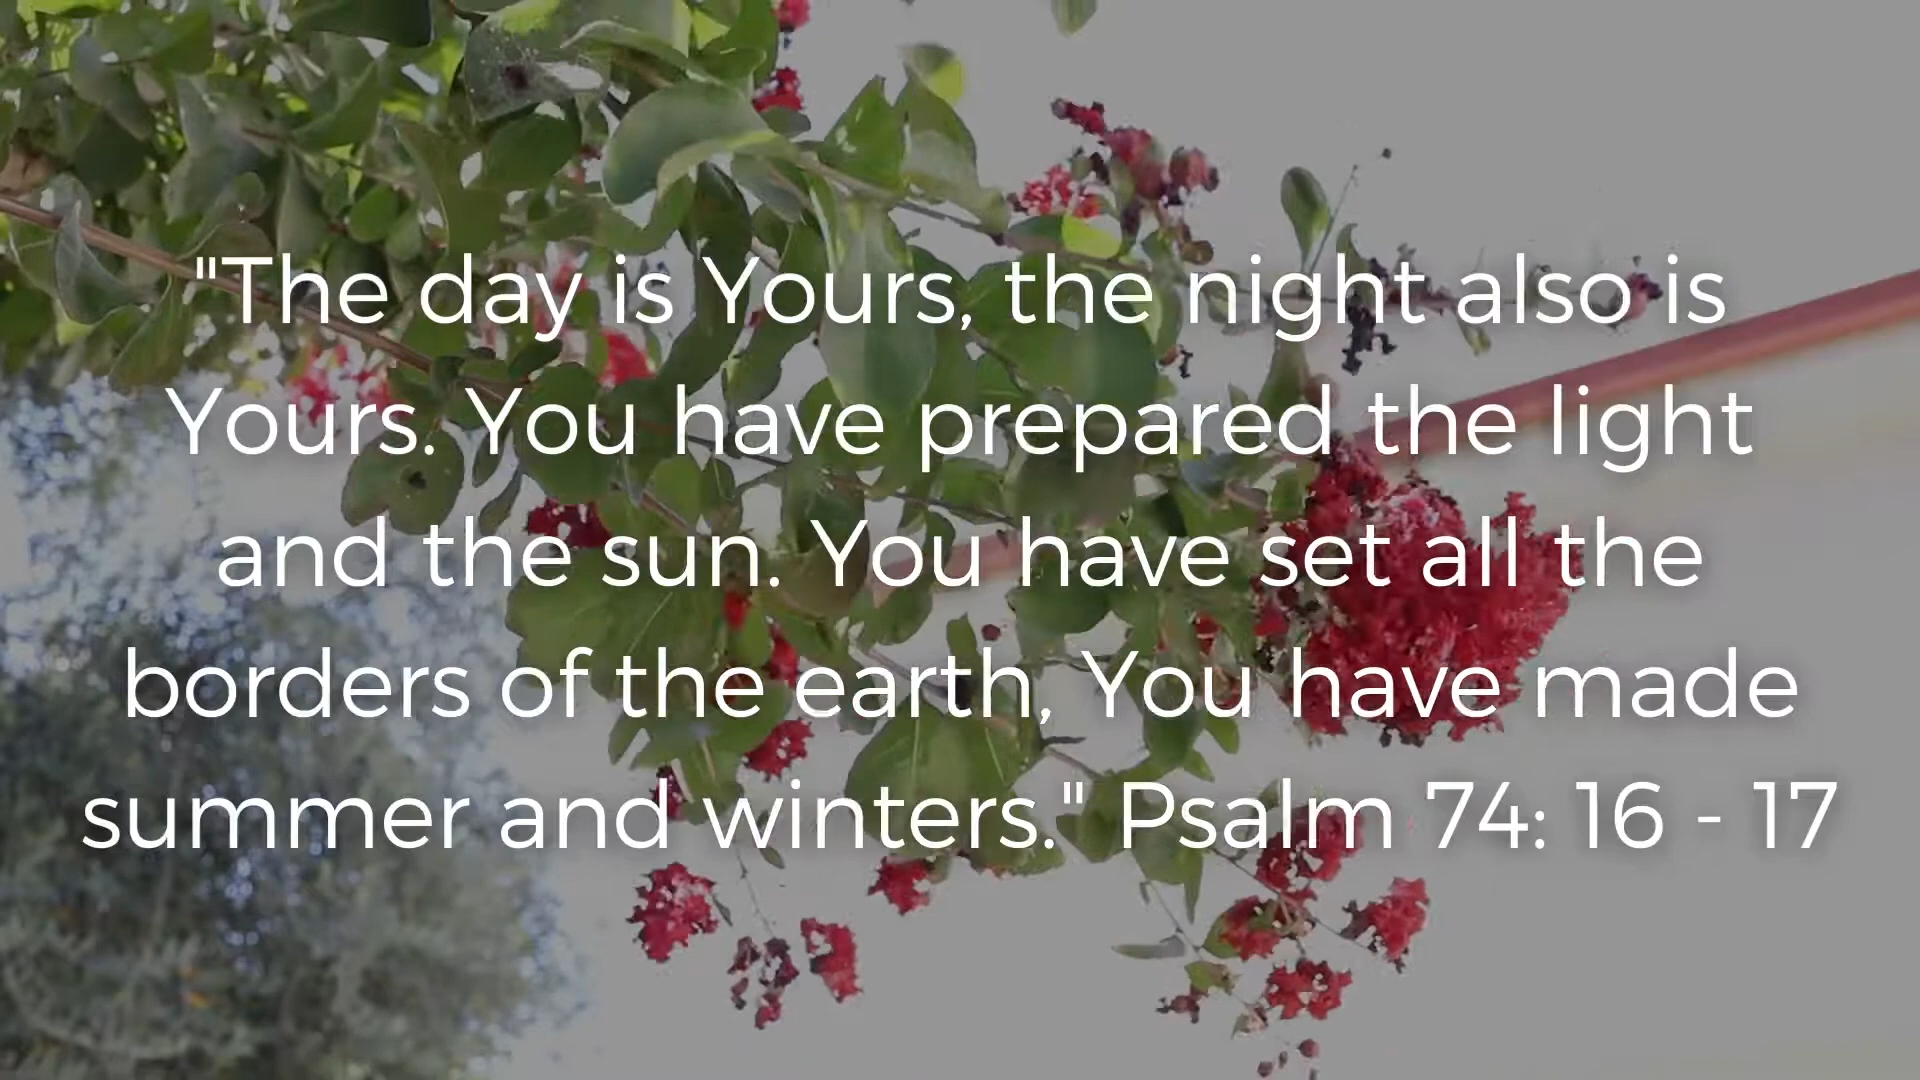 "The day is Yours, the night also is
Yours. You have prepared the light
and the sun. You have set all the
borders of the earth, You have made
summer and winters." Psalm 74: 16 - 17